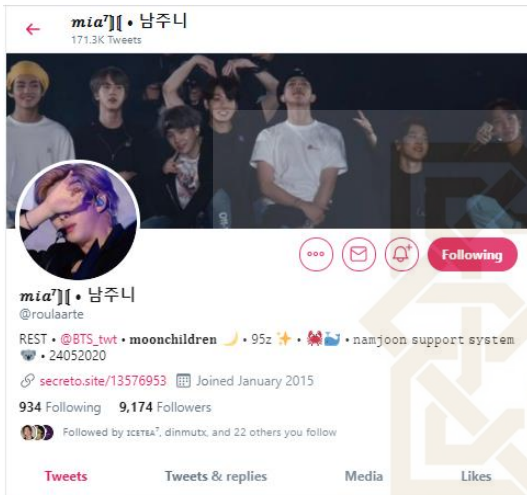 mia⁷⟭⟬ • 남주니
171.3K Tweets
Following
mia⁷⟭⟬ • 남주니
@roulaarte
REST • @BTS_twt • moonchildren 🌙 • 95z ✨ • 🦀🐳 • namjoon support system
🐨 • 24052020
secreto.site/13576953 Joined January 2015
934 Following 9,174 Followers
Followed by ɪᴄᴇᴛᴇᴀ⁷, dinmutx, and 22 others you follow
Tweets Tweets & replies Media Likes